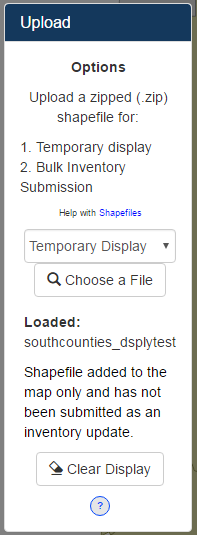 Upload
Options
Upload a zipped (.zip)
shapefile for:
1. Temporary display
2. Bulk Inventory
Submission
Help with Shapefiles
Temporary Display ▼
Choose a File
Loaded:
southcounties_dsplytest
Shapefile added to the
map only and has not
been submitted as an
inventory update.
Clear Display
?